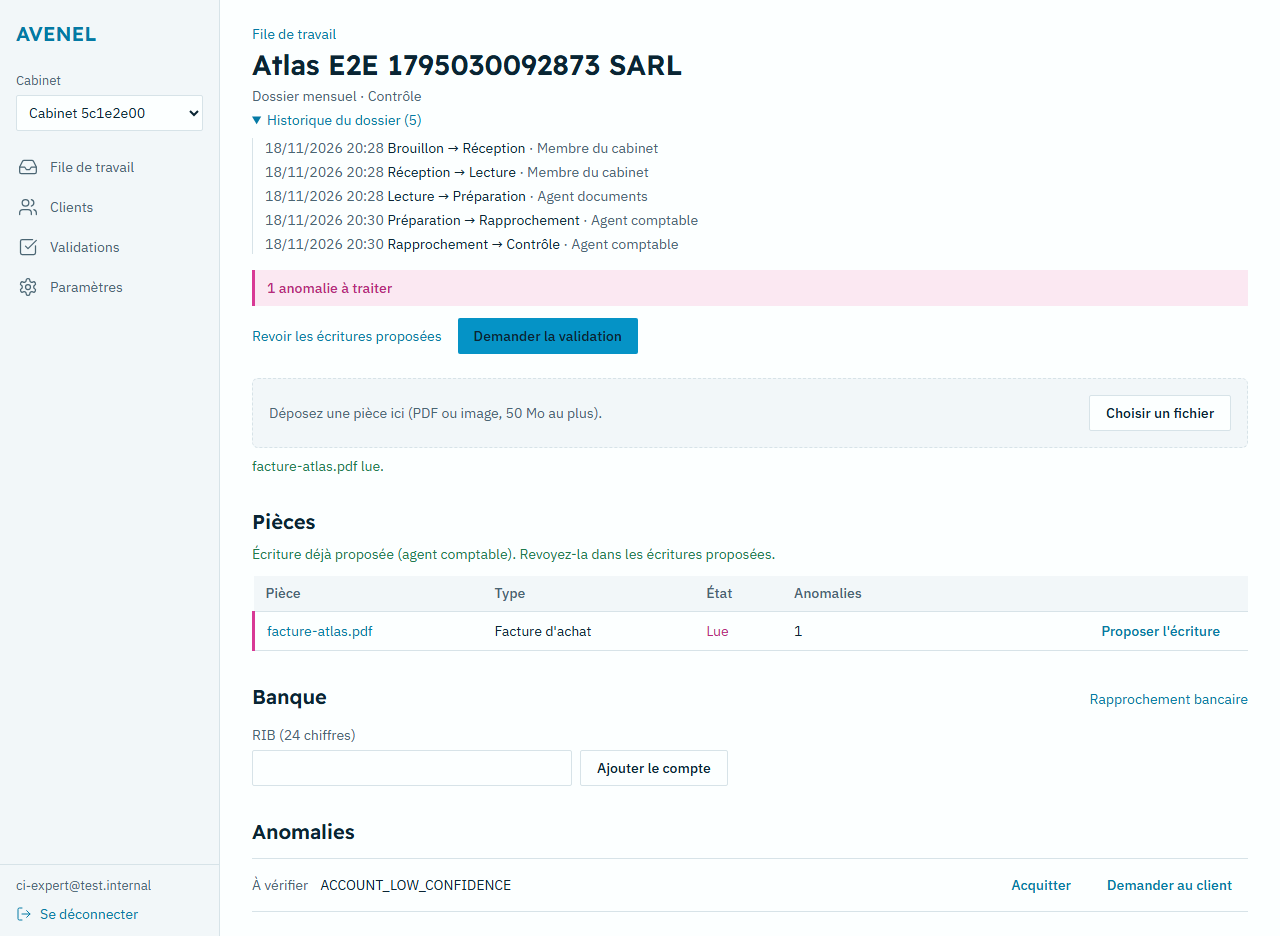 AVENEL
Cabinet
Cabinet 5c1e2e00
File de travail
Clients
Validations
Paramètres
ci-expert@test.internal
Se déconnecter
File de travail
Atlas E2E 1795030092873 SARL
Dossier mensuel · Contrôle
Historique du dossier (5)
18/11/2026 20:28 Brouillon → Réception · Membre du cabinet
18/11/2026 20:28 Réception → Lecture · Membre du cabinet
18/11/2026 20:28 Lecture → Préparation · Agent documents
18/11/2026 20:30 Préparation → Rapprochement · Agent comptable
18/11/2026 20:30 Rapprochement → Contrôle · Agent comptable
1 anomalie à traiter
Revoir les écritures proposées Demander la validation
Déposez une pièce ici (PDF ou image, 50 Mo au plus). Choisir un fichier
facture-atlas.pdf lue.
Pièces
Écriture déjà proposée (agent comptable). Revoyez-la dans les écritures proposées.
Pièce Type État Anomalies
facture-atlas.pdf Facture d'achat Lue 1 Proposer l'écriture
Banque Rapprochement bancaire
RIB (24 chiffres)
Ajouter le compte
Anomalies
À vérifier ACCOUNT_LOW_CONFIDENCE Acquitter Demander au client